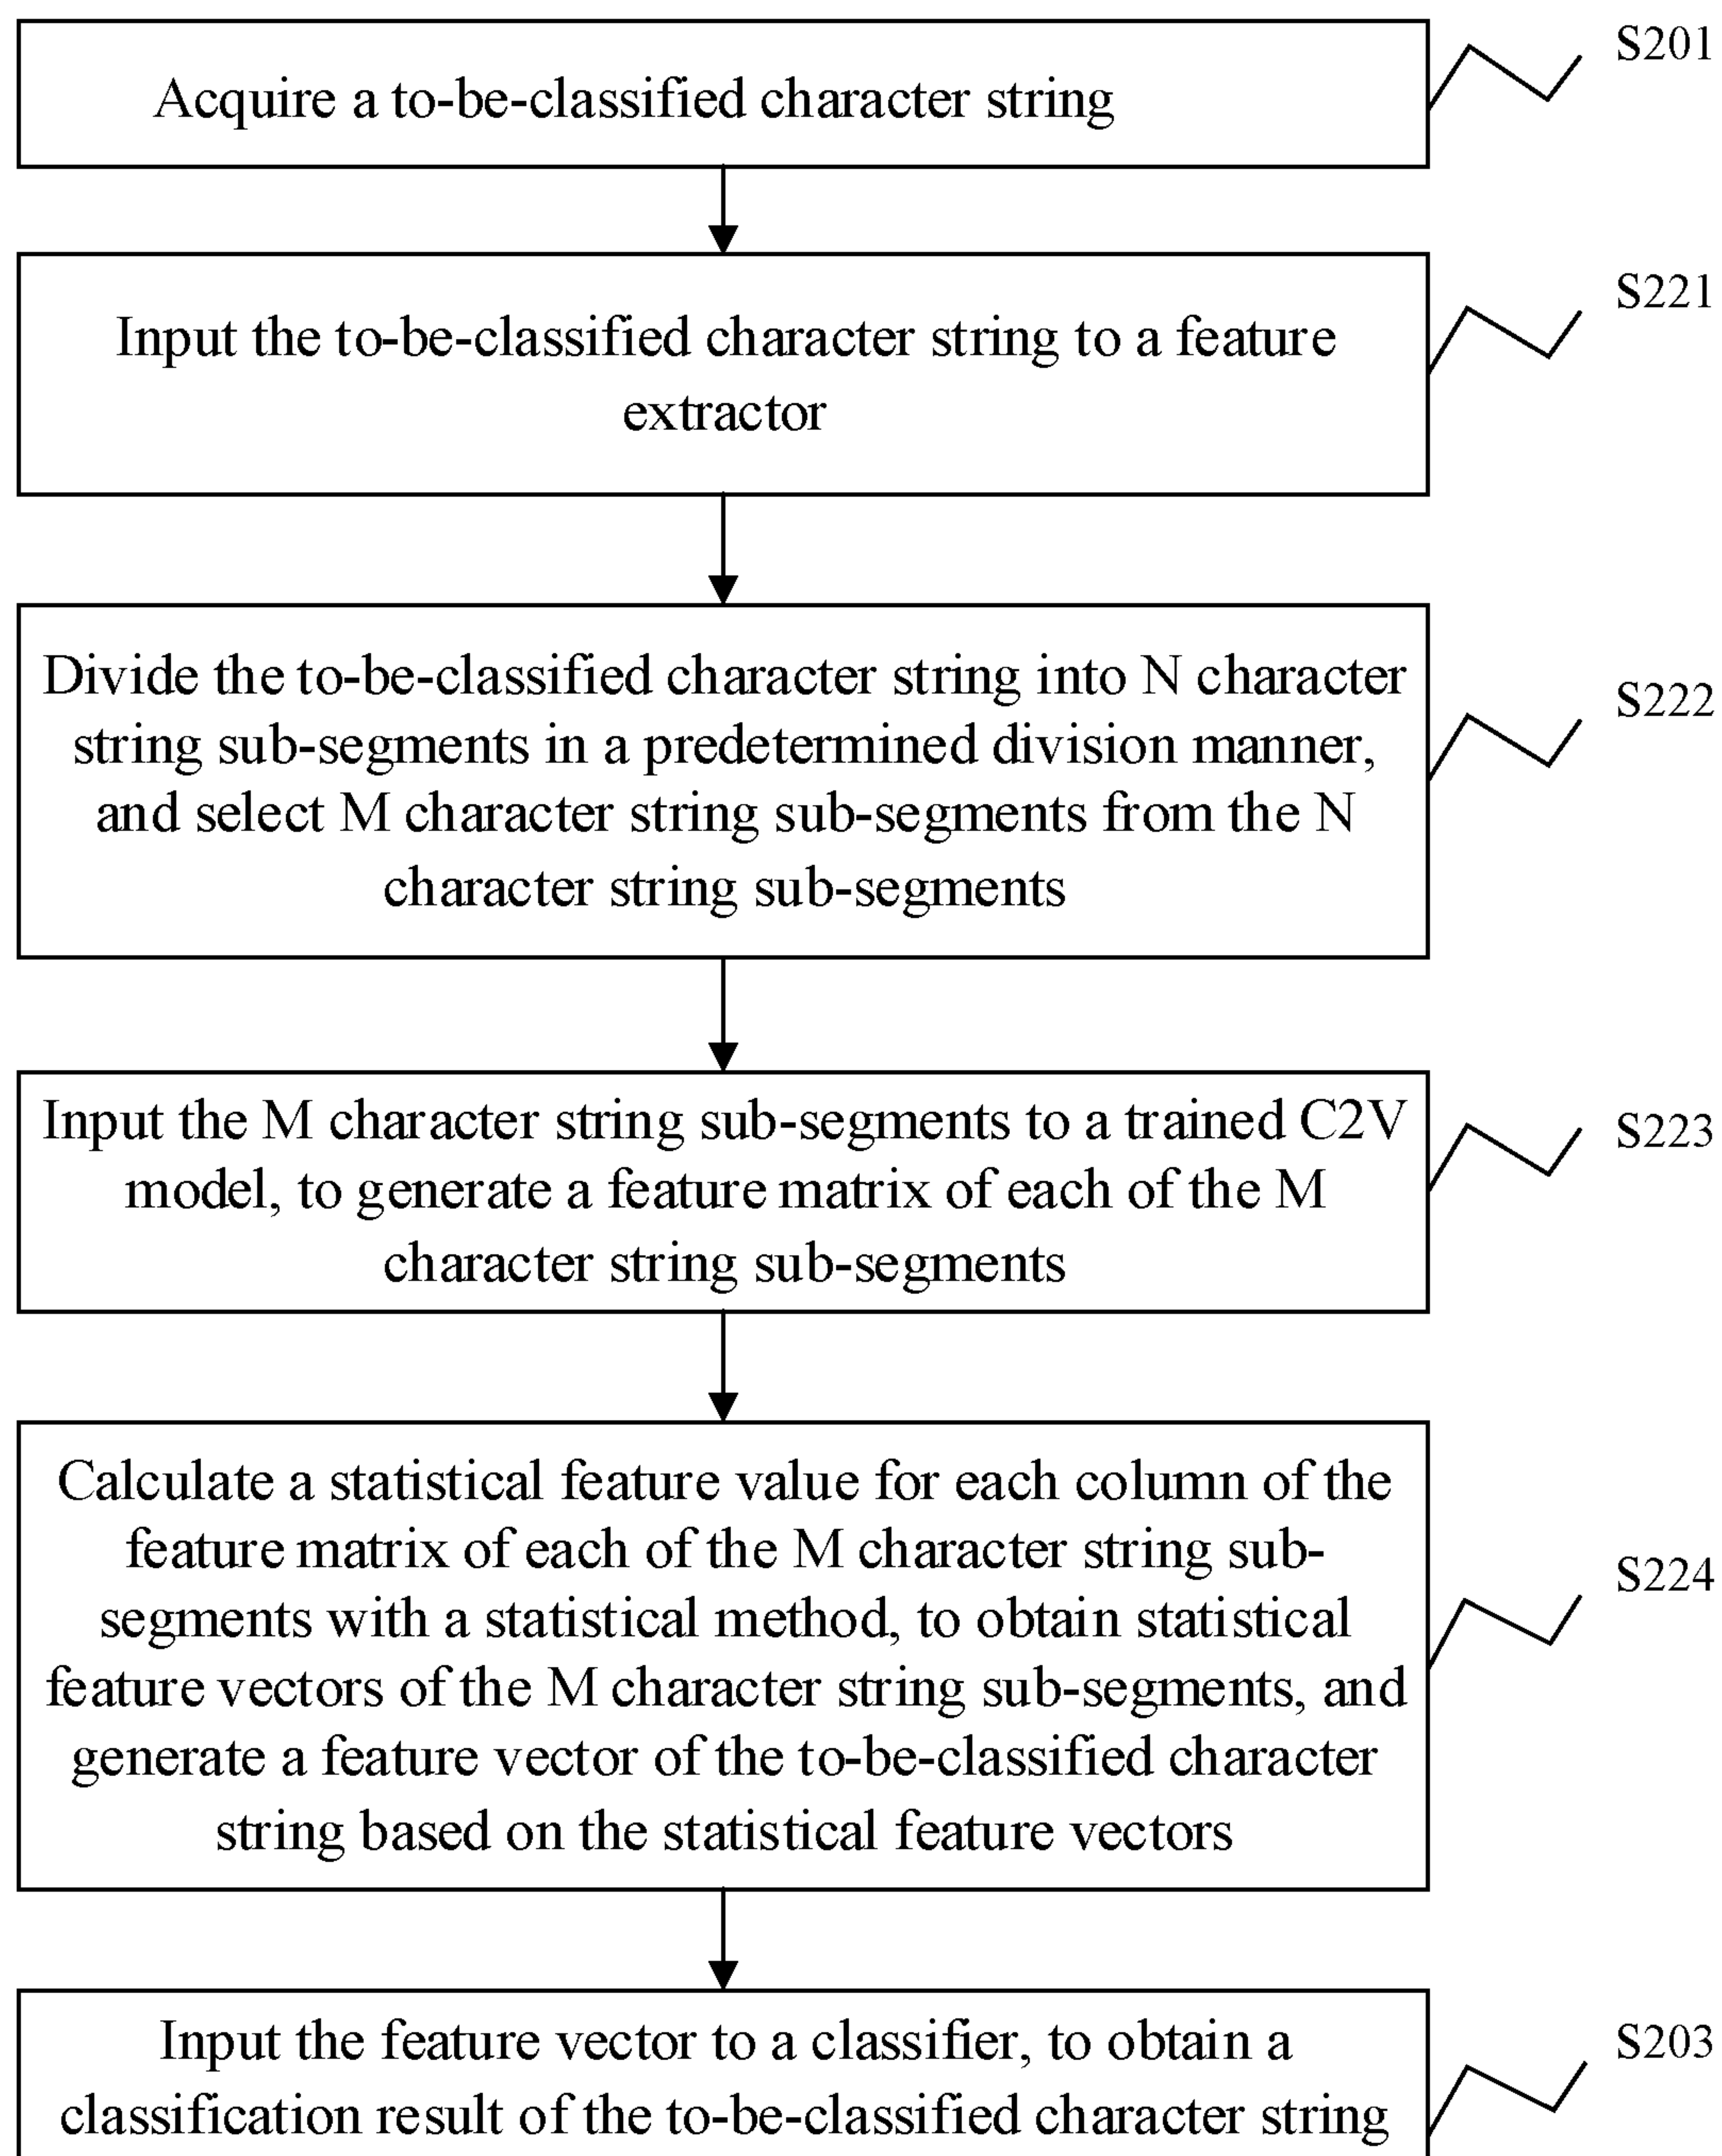 Acquire a to-be-classified character string
S201
Input the to-be-classified character string to a feature
extractor
S221
Divide the to-be-classified character string into N character
string sub-segments in a predetermined division manner,
and select M character string sub-segments from the N
character string sub-segments
S222
Input the M character string sub-segments to a trained C2V
model, to generate a feature matrix of each of the M
character string sub-segments
S223
Calculate a statistical feature value for each column of the
feature matrix of each of the M character string sub-
segments with a statistical method, to obtain statistical
feature vectors of the M character string sub-segments, and
generate a feature vector of the to-be-classified character
string based on the statistical feature vectors
S224
Input the feature vector to a classifier, to obtain a
classification result of the to-be-classified character string
S203